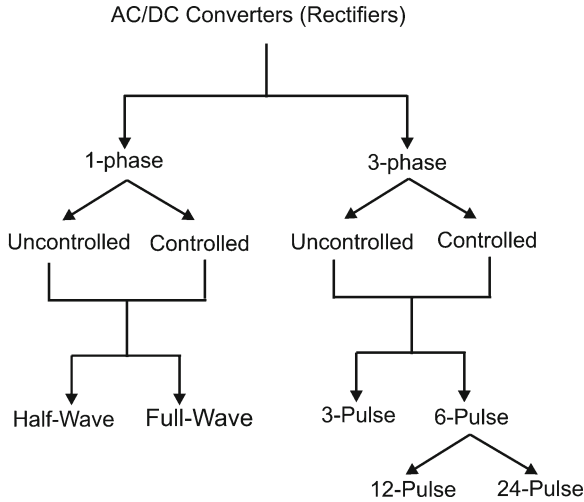 AC/DC Converters (Rectifiers)
1-phase
3-phase
Uncontrolled
Controlled
Uncontrolled
Controlled
Half-Wave
Full-Wave
3-Pulse
6-Pulse
12-Pulse
24-Pulse